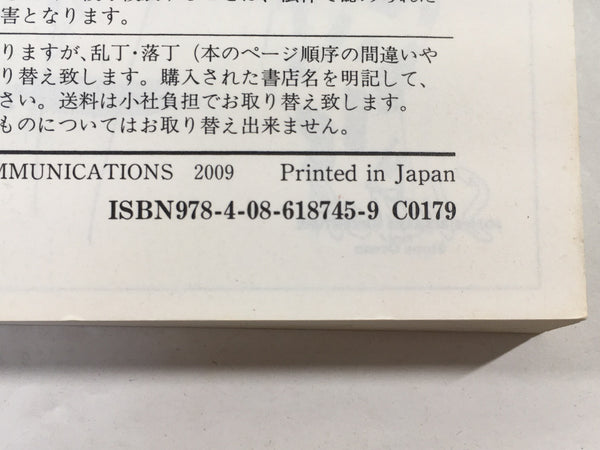 害となります。
りますが、乱丁・落丁（本のページ順序の間違いや
り替え致します。購入された書店名を明記して、
さい。送料は小社負担でお取り替え致します。
ものについてはお取り替え出来ません。
MMUNICATIONS 2009 Printed in Japan
ISBN978-4-08-618745-9 C0179